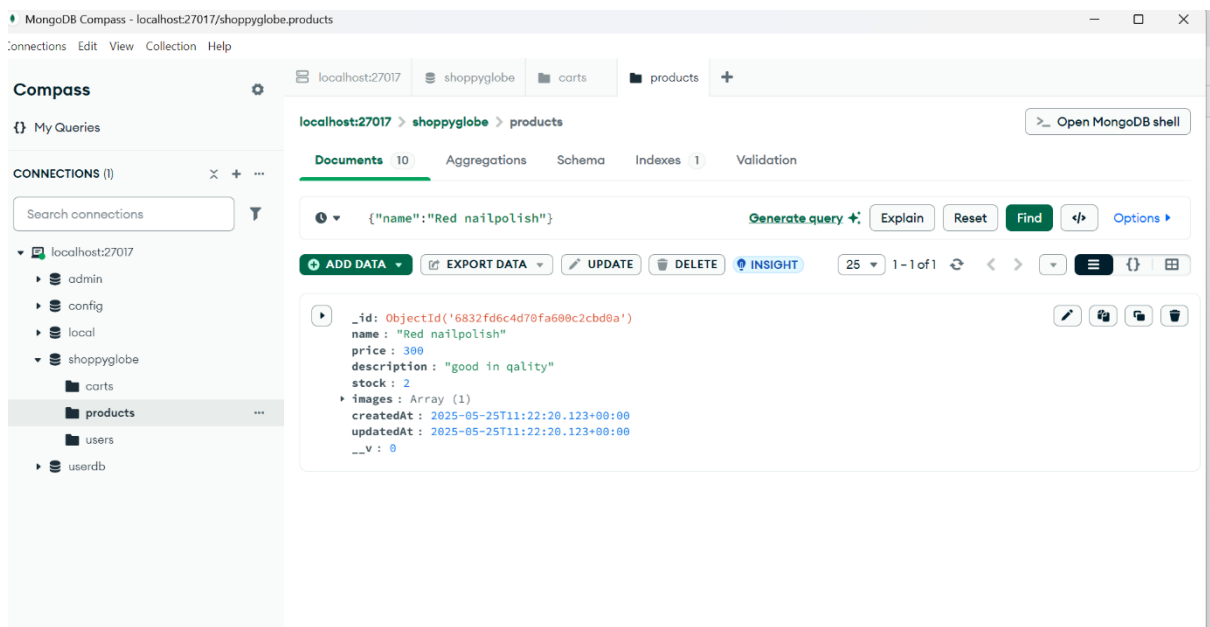 MongoDB Compass - localhost:27017/shoppyglobe.products
Connections Edit View Collection Help
Compass
{} My Queries
CONNECTIONS (1)
Search connections
localhost:27017
admin
config
local
shoppyglobe
carts
products
users
userdb
localhost:27017 shoppyglobe carts products
localhost:27017 > shoppyglobe > products
>_ Open MongoDB shell
Documents 10 Aggregations Schema Indexes 1 Validation
{"name":"Red nailpolish"} Generate query Explain Reset Find </> Options
ADD DATA EXPORT DATA UPDATE DELETE INSIGHT 25 1-1 of 1 {}
_id: ObjectId('6832fd6c4d70fa600c2cbd0a')
name : "Red nailpolish"
price : 300
description : "good in qality"
stock : 2
images : Array (1)
createdAt : 2025-05-25T11:22:20.123+00:00
updatedAt : 2025-05-25T11:22:20.123+00:00
__v : 0